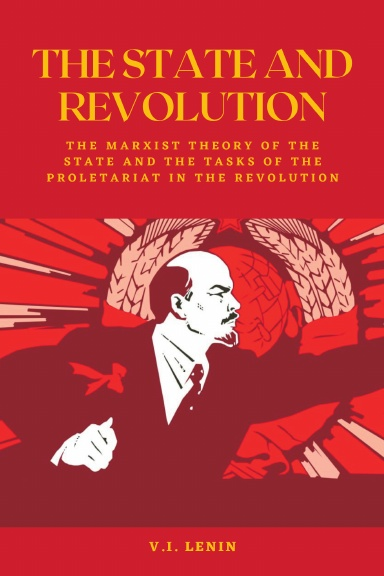 THE STATE AND
REVOLUTION
THE MARXIST THEORY OF THE
STATE AND THE TASKS OF THE
PROLETARIAT IN THE REVOLUTION
V.I. LENIN